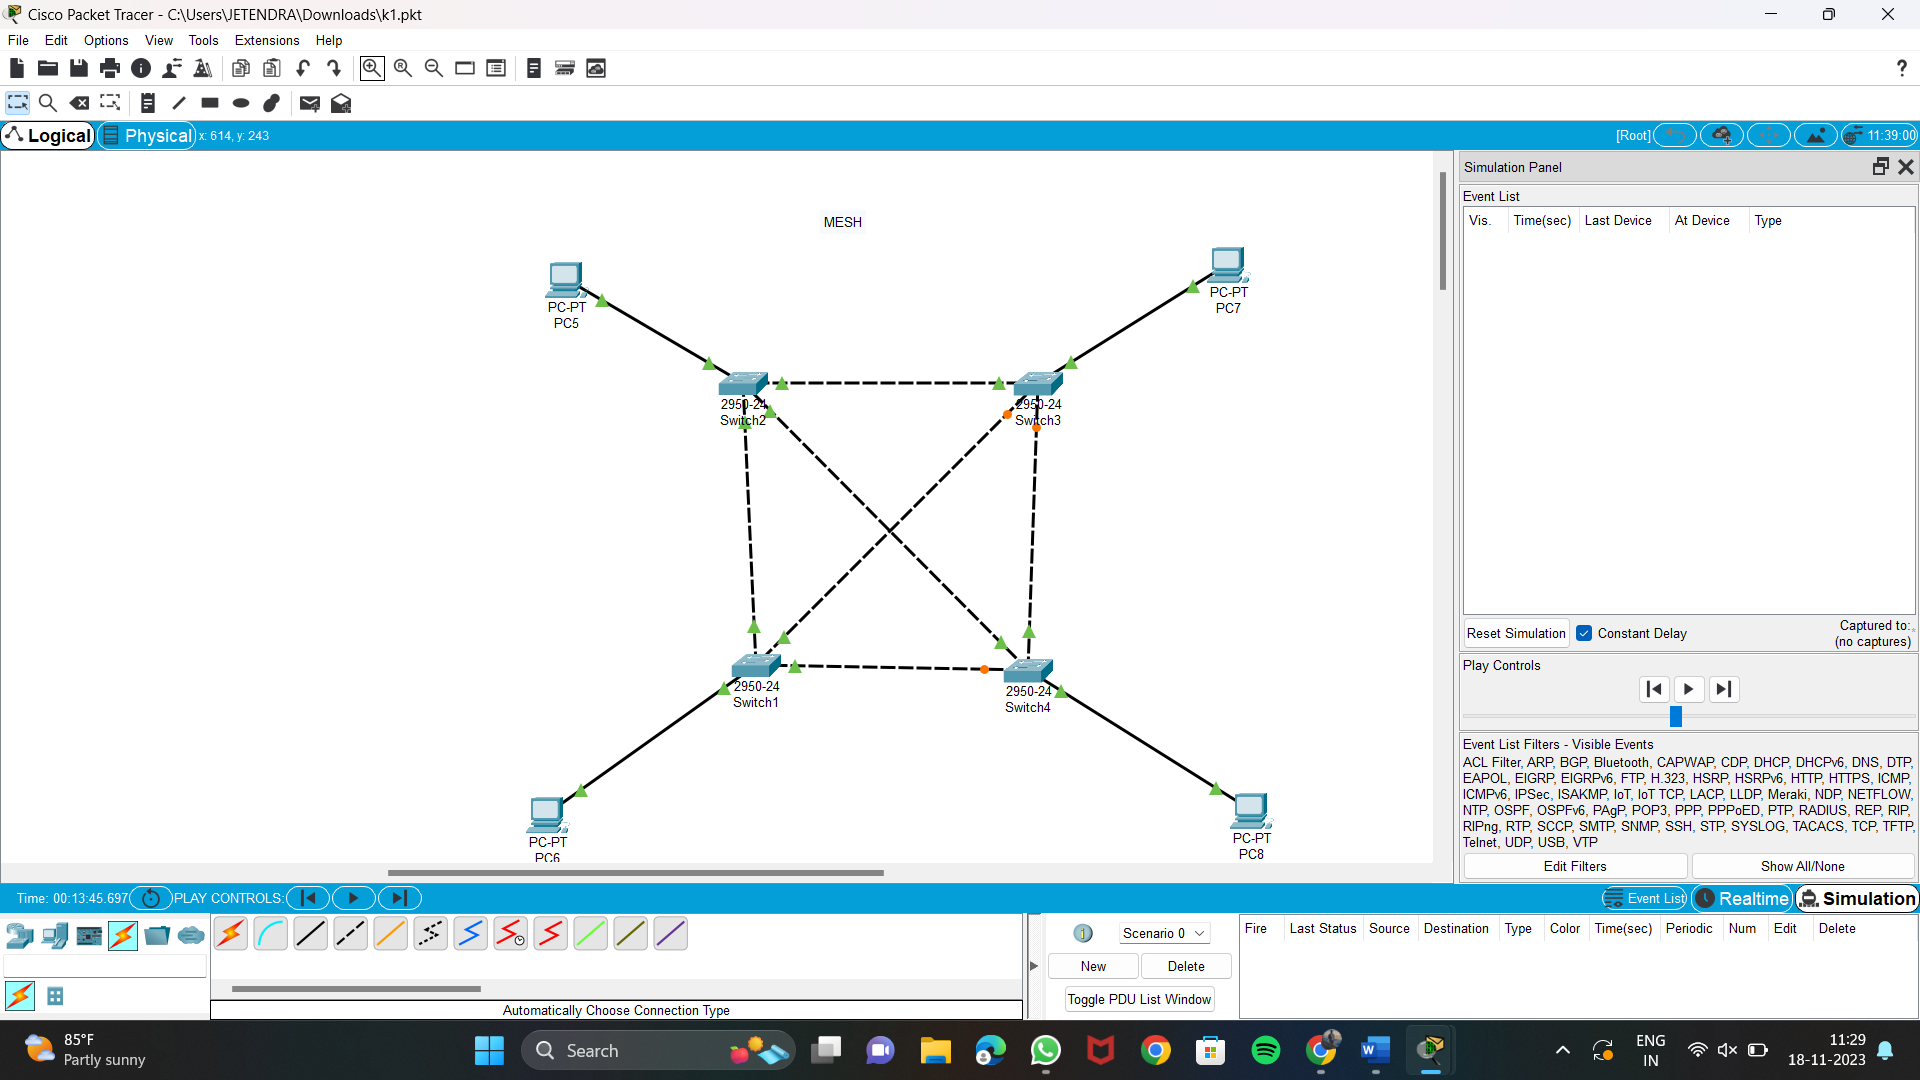 Cisco Packet Tracer - C:\Users\JETENDRA\Downloads\k1.pkt
File Edit Options View Tools Extensions Help
?
Logical Physical x: 614, y: 243
[Root] 11:39:00
MESH
PC-PT
PC5
PC-PT
PC7
2950-24
Switch2
2950-24
Switch3
2950-24
Switch1
2950-24
Switch4
PC-PT
PC6
PC-PT
PC8
Simulation Panel
Event List
Vis. Time(sec) Last Device At Device Type
Reset Simulation Constant Delay
Captured to:
(no captures)
Play Controls
Event List Filters - Visible Events
ACL Filter, ARP, BGP, Bluetooth, CAPWAP, CDP, DHCP, DHCPv6, DNS, DTP,
EAPOL, EIGRP, EIGRPv6, FTP, H.323, HSRP, HSRPv6, HTTP, HTTPS, ICMP,
ICMPv6, IPSec, ISAKMP, IoT, IoT TCP, LACP, LLDP, Meraki, NDP, NETFLOW,
NTP, OSPF, OSPFv6, PAgP, POP3, PPP, PPPoED, PTP, RADIUS, REP, RIP,
RIPng, RTP, SCCP, SMTP, SNMP, SSH, STP, SYSLOG, TACACS, TCP, TFTP,
Telnet, UDP, USB, VTP
Edit Filters Show All/None
Time: 00:13:45.697 PLAY CONTROLS:
Event List Realtime Simulation
Automatically Choose Connection Type
1 Scenario 0
New Delete
Toggle PDU List Window
Fire Last Status Source Destination Type Color Time(sec) Periodic Num Edit Delete
85°F
Partly sunny
Search
ENG
IN
11:29
18-11-2023